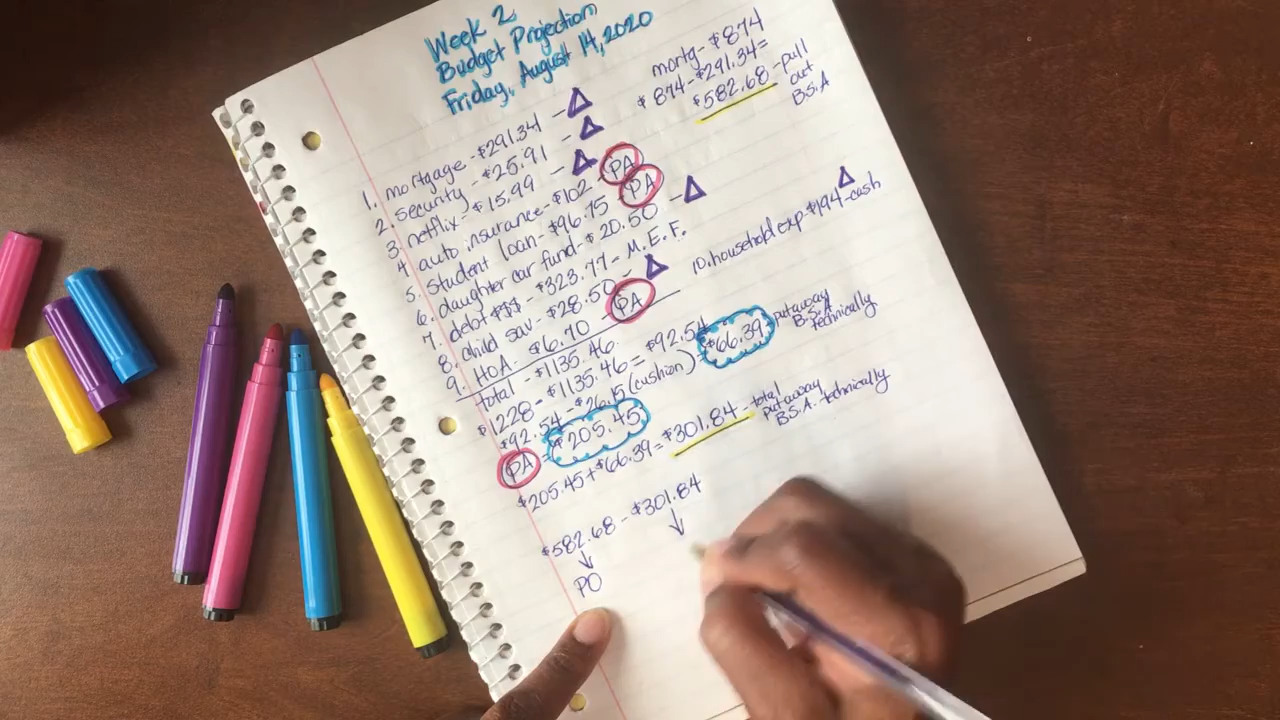 Week 2
Budget Projection
Friday, August 14, 2020
mortg- $874
$874-$291.34=
$582.68 -pull
out
B.S.A
1. mortgage -$291.34 - Δ
2. security -$25.91 - Δ
3. netflix -$15.99 - Δ
4. auto insurance- $102 - PA
5. student loan- $96.75 PA
6. daughter car fund- $20.50 - Δ
7. debt $$$ - $323.77- M.E.F.
8. child sav- $28.50 - Δ
9. HOA- $6.70 - PA
10. household exp-$194-cash Δ
total - $1135.46
$1228 - $1135.46 = $92.54
$92.54 -$26.15 (cushion) =$66.39 -putaway
B.S.A
technically
PA =$205.45
$205.45+$66.39=$301.84 -total
putaway
B.S.A. technically
$582.68 - $301.84
↓ ↓
PO